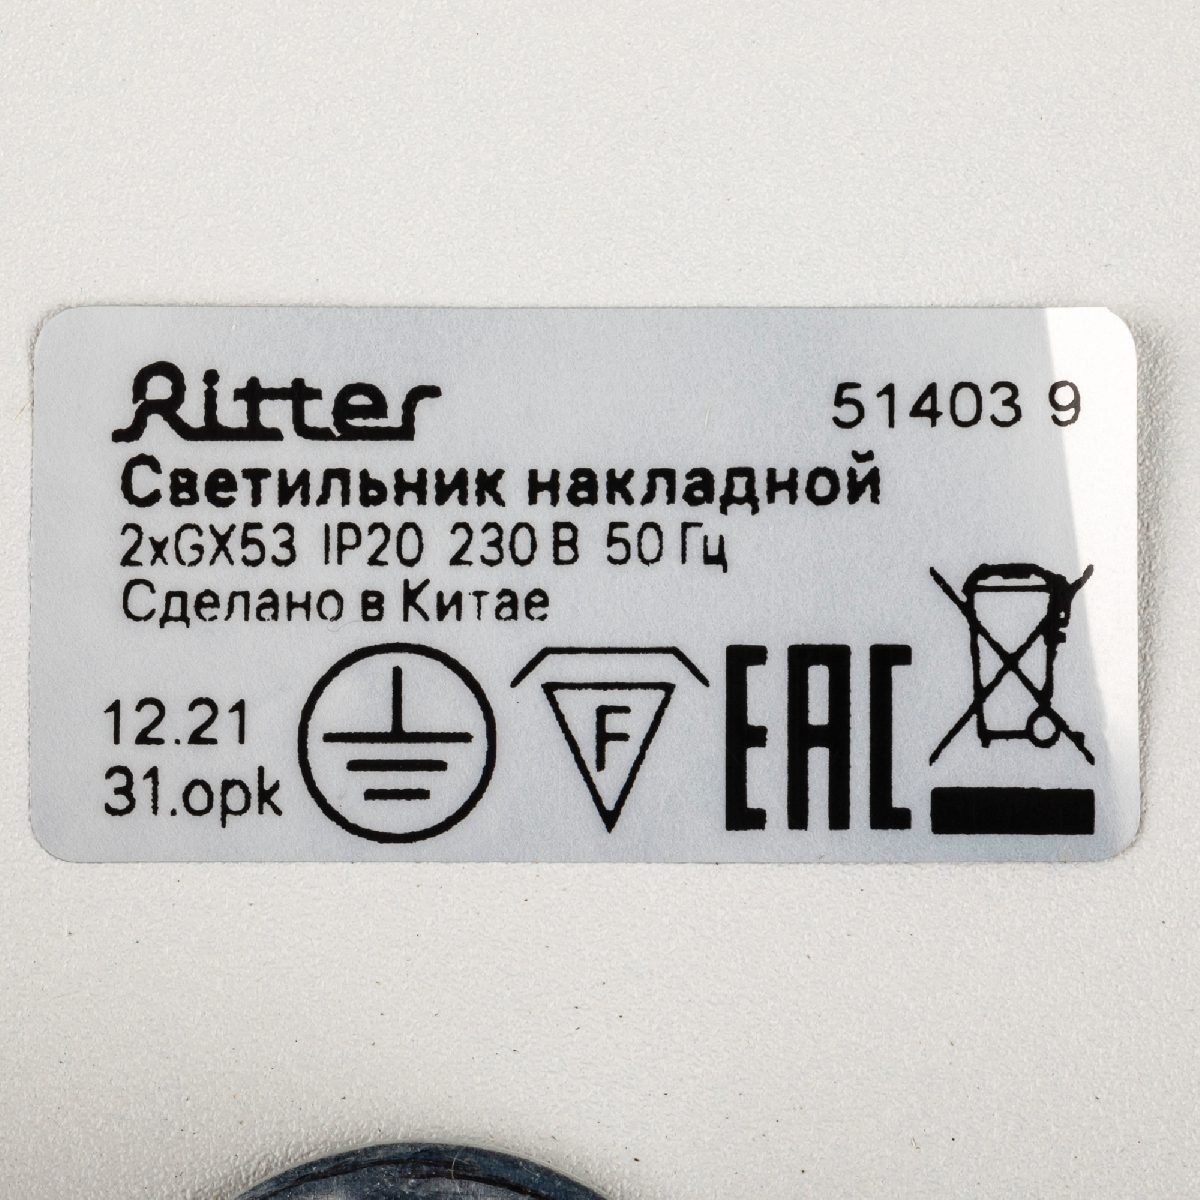 Ritter 51403 9
Светильник накладной
2xGX53 IP20 230 В 50 Гц
Сделано в Китае
12.21
31.opk
F
EAC